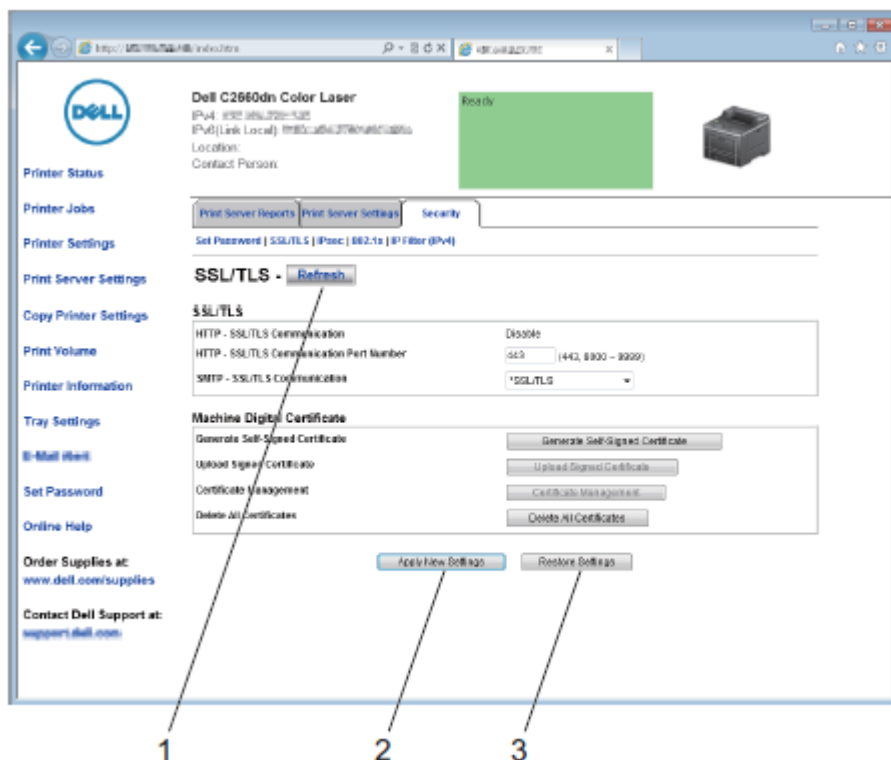 http://
DELL
Dell C2660dn Color Laser
IPv4:
IPv6(Link Local):
Location:
Contact Person:
Ready
Printer Status
Printer Jobs
Printer Settings
Print Server Settings
Copy Printer Settings
Print Volume
Printer Information
Tray Settings
E-Mail Alert
Set Password
Online Help
Order Supplies at:
www.dell.com/supplies
Contact Dell Support at:
support.dell.com
Print Server Reports Print Server Settings Security
Set Password | SSL/TLS | IPsec | 802.1x | IP Filter (IPv4)
SSL/TLS - Refresh
SSL/TLS
HTTP - SSL/TLS Communication Disable
HTTP - SSL/TLS Communication Port Number 443 (443, 8000 ~ 9999)
SMTP - SSL/TLS Communication *SSL/TLS
Machine Digital Certificate
Generate Self-Signed Certificate Generate Self-Signed Certificate
Upload Signed Certificate Upload Signed Certificate
Certificate Management Certificate Management
Delete All Certificates Delete All Certificates
Apply New Settings Restore Settings
1 2 3